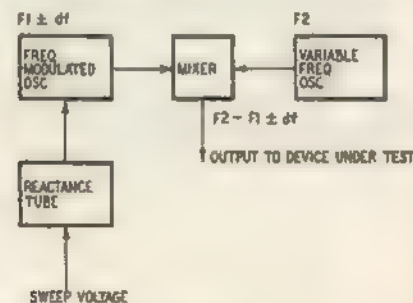 F1 ± df
F2
FREQ
MODULATED
OSC
MIXER
VARIABLE
FREQ
OSC
F2 - F1 ± df
OUTPUT TO DEVICE UNDER TEST
REACTANCE
TUBE
SWEEP VOLTAGE